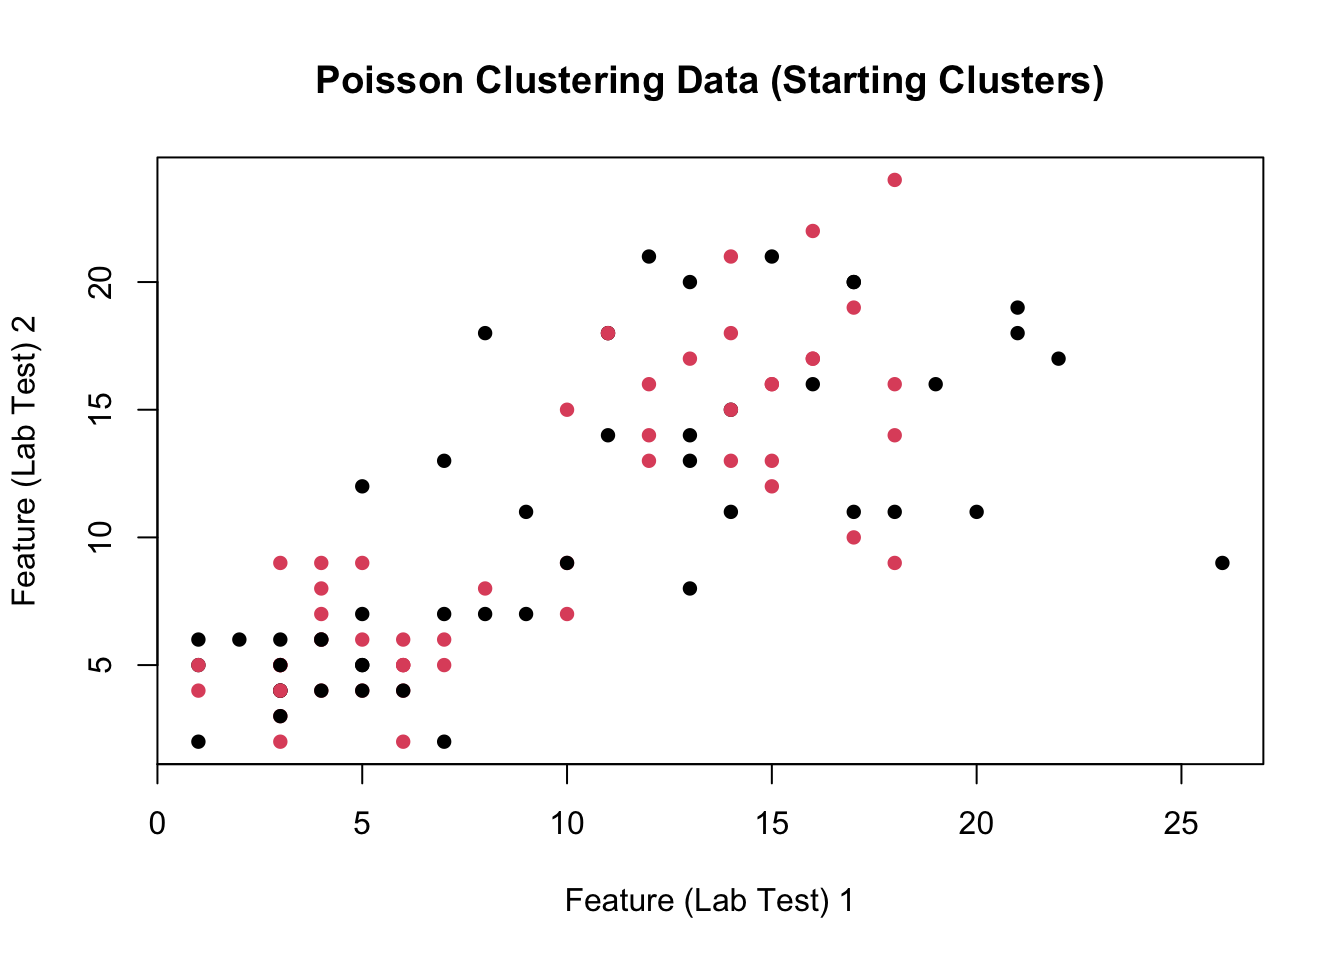 Poisson Clustering Data (Starting Clusters)
20
15
10
5
Feature (Lab Test) 2
0 5 10 15 20 25
Feature (Lab Test) 1